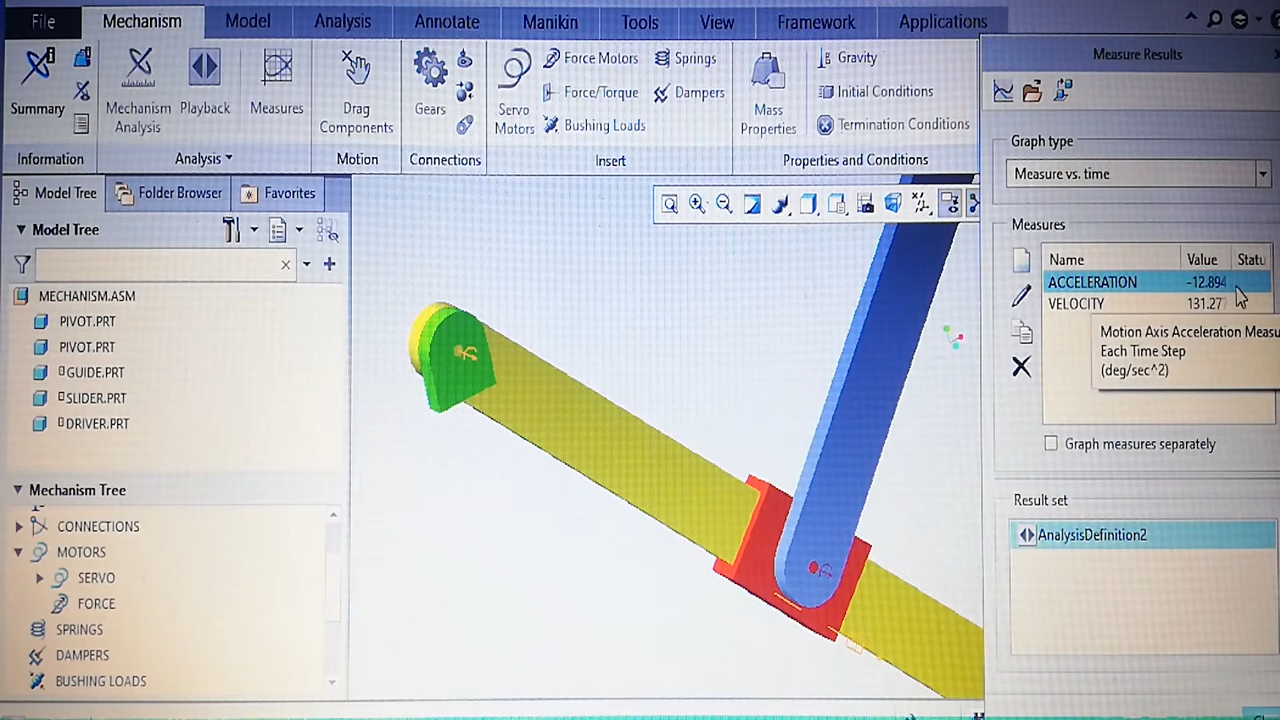 File
Mechanism
Model
Analysis
Annotate
Manikin
Tools
View
Framework
Applications
Summary
Mechanism
Analysis
Playback
Measures
Drag
Components
Gears
Servo
Motors
Force Motors
Force/Torque
Bushing Loads
Springs
Dampers
Mass
Properties
Gravity
Initial Conditions
Termination Conditions
Information
Analysis
Motion
Connections
Insert
Properties and Conditions
Model Tree
Folder Browser
Favorites
Model Tree
MECHANISM.ASM
PIVOT.PRT
PIVOT.PRT
GUIDE.PRT
SLIDER.PRT
DRIVER.PRT
Mechanism Tree
CONNECTIONS
MOTORS
SERVO
FORCE
SPRINGS
DAMPERS
BUSHING LOADS
Measure Results
Graph type
Measure vs. time
Measures
Name Value Statu
ACCELERATION -12.894
VELOCITY 131.277
Motion Axis Acceleration Measu
Each Time Step
(deg/sec^2)
Graph measures separately
Result set
AnalysisDefinition2